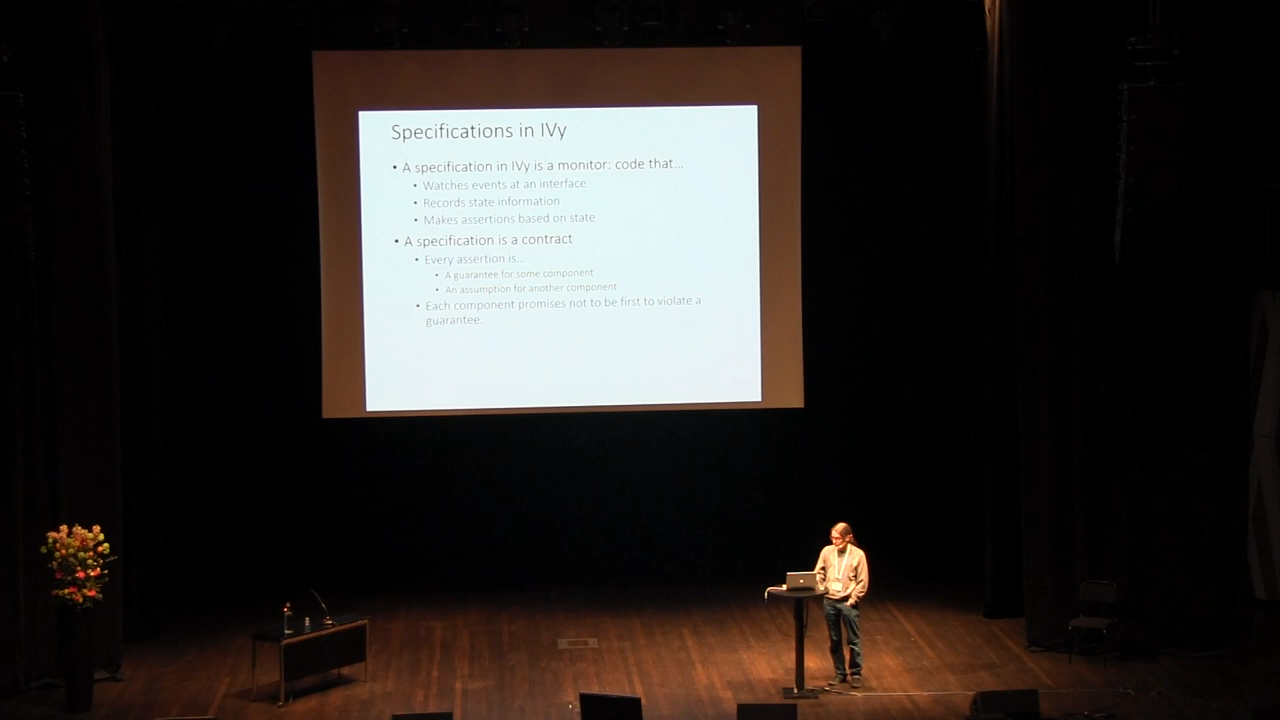 Specifications in IVy
• A specification in IVy is a monitor: code that...
• Watches events at an interface
• Records state information
• Makes assertions based on state
• A specification is a contract
• Every assertion is...
• A guarantee for some component
• An assumption for another component
• Each component promises not to be first to violate a
guarantee.